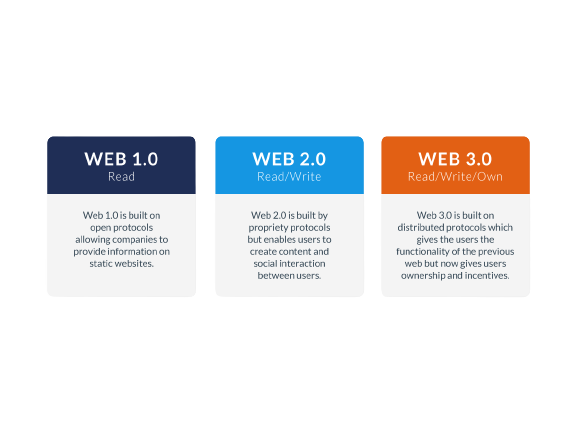 WEB 1.0
Read
Web 1.0 is built on
open protocols
allowing companies to
provide information on
static websites.
WEB 2.0
Read/Write
Web 2.0 is built by
propriety protocols
but enables users to
create content and
social interaction
between users.
WEB 3.0
Read/Write/Own
Web 3.0 is built on
distributed protocols which
gives the users the
functionality of the previous
web but now gives users
ownership and incentives.